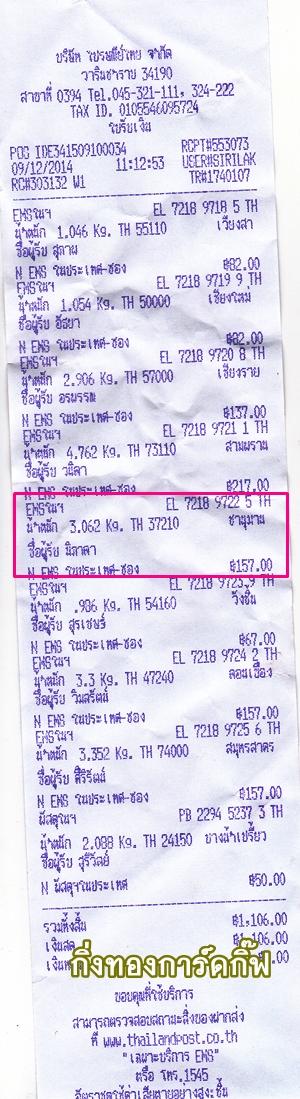 บริษัท ไปรษณีย์ไทย จำกัด
วารินชำราบ 34190
สาขาที่ 0394 Tel.045-321-111, 324-222
TAX ID. 0105546095724
ใบรับเงิน
POS ID#341509100034 RCPT#553073
09/12/2014 11:12:53 USER#SIRILAK
RC#303132 W1 TR#1740107
EMSในฯ EL 7218 9718 5 TH
น้ำหนัก 1.046 Kg. TH 55110 เวียงสา
ชื่อผู้รับ สุกาน
N EMS ในประเทศ-ซอง ฿82.00
EMSในฯ EL 7218 9719 9 TH
น้ำหนัก 1.054 Kg. TH 50000 เชียงใหม่
ชื่อผู้รับ อัธยา
N EMS ในประเทศ-ซอง ฿82.00
EMSในฯ EL 7218 9720 8 TH
น้ำหนัก 2.906 Kg. TH 57000 เชียงราย
ชื่อผู้รับ อรพรรณ
N EMS ในประเทศ-ซอง ฿137.00
EMSในฯ EL 7218 9721 1 TH
น้ำหนัก 4.762 Kg. TH 73110 สามพราน
ชื่อผู้รับ วนิดา
N EMS ในประเทศ-ซอง ฿217.00
EMSในฯ EL 7218 9722 5 TH
น้ำหนัก 3.062 Kg. TH 37210 ชานุมาน
ชื่อผู้รับ นิภาดา
N EMS ในประเทศ-ซอง ฿157.00
EMSในฯ EL 7218 9723 9 TH
น้ำหนัก .986 Kg. TH 54160 วังชิ้น
ชื่อผู้รับ สุรเชษร์
N EMS ในประเทศ-ซอง ฿67.00
EMSในฯ EL 7218 9724 2 TH
น้ำหนัก 3.3 Kg. TH 47240
ชื่อผู้รับ วิมลรัตน์
N EMS ในประเทศ-ซอง ฿157.00
EMSในฯ EL 7218 9725 6 TH
น้ำหนัก 3.352 Kg. TH 74000 สมุทรสาคร
ชื่อผู้รับ ศิริรัตน์
N EMS ในประเทศ-ซอง ฿157.00
พัสดุฯใน PB 2294 5237 3 TH
น้ำหนัก 2.088 Kg. TH 24150 บางน้ำเปรี้ยว
ชื่อผู้รับ สุรีวัลย์
N พัสดุฯในประเทศ ฿50.00
รวมทั้งสิ้น ฿1,106.00
เงินสด ฿1,106.00
กิ่งทองการ์ดกิ๊ฟ
ขอบคุณที่ใช้บริการ
สามารถตรวจสอบสถานะสิ่งของฝากส่ง
ที่ www.thailandpost.co.th
"เฉพาะบริการ EMS"
หรือ โทร.1545